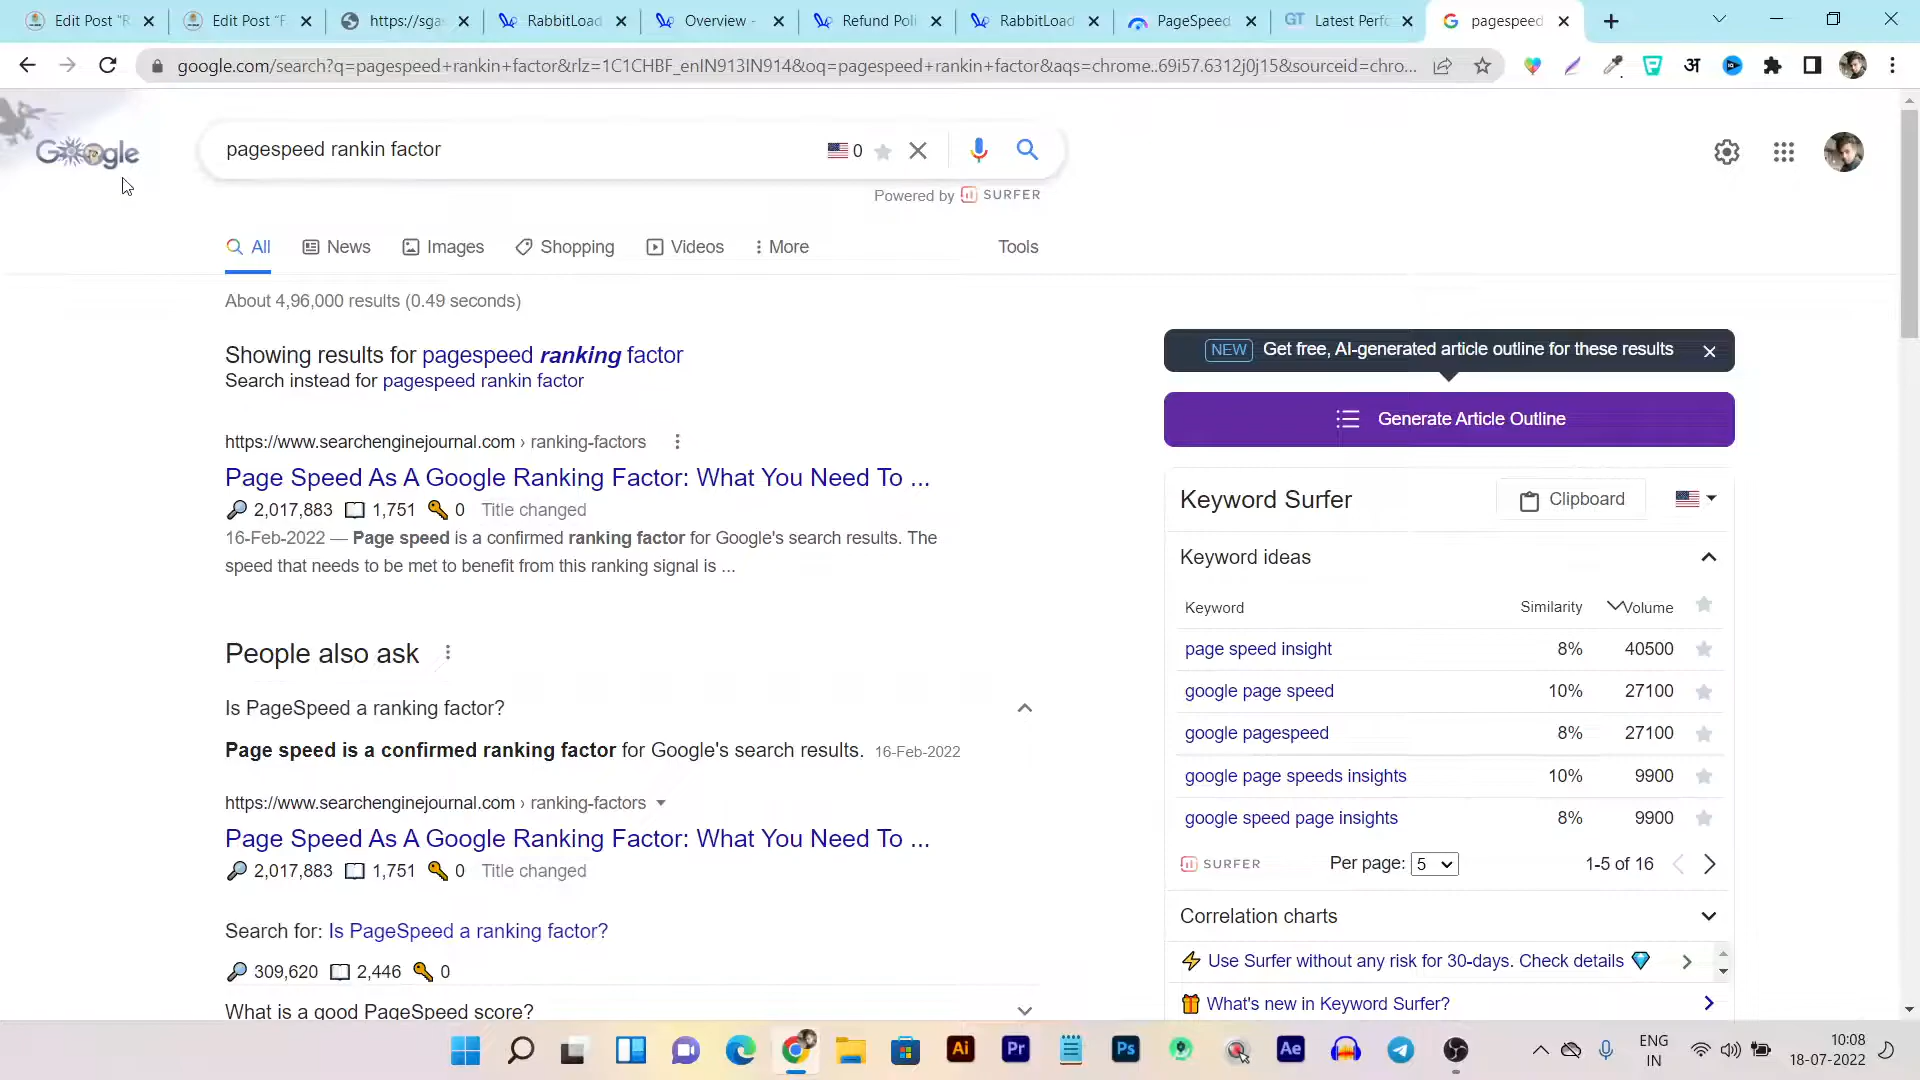 Edit Post "R
Edit Post "F
https://sgas
RabbitLoad
Overview -
Refund Poli
RabbitLoad
PageSpeed
GT Latest Perfo
pagespeed
google.com/search?q=pagespeed+rankin+factor&rlz=1C1CHBF_enIN913IN914&oq=pagespeed+rankin+factor&aqs=chrome..69i57.6312j0j15&sourceid=chro...
अ
Google
pagespeed rankin factor
0
Powered by SURFER
All
News
Images
Shopping
Videos
More
Tools
About 4,96,000 results (0.49 seconds)
Showing results for pagespeed ranking factor
Search instead for pagespeed rankin factor
https://www.searchenginejournal.com › ranking-factors
Page Speed As A Google Ranking Factor: What You Need To ...
2,017,883 1,751 0 Title changed
16-Feb-2022 — Page speed is a confirmed ranking factor for Google's search results. The
speed that needs to be met to benefit from this ranking signal is ...
People also ask
Is PageSpeed a ranking factor?
Page speed is a confirmed ranking factor for Google's search results. 16-Feb-2022
https://www.searchenginejournal.com › ranking-factors
Page Speed As A Google Ranking Factor: What You Need To ...
2,017,883 1,751 0 Title changed
Search for: Is PageSpeed a ranking factor?
309,620 2,446 0
What is a good PageSpeed score?
NEW Get free, AI-generated article outline for these results
Generate Article Outline
Keyword Surfer
Clipboard
Keyword ideas
Keyword Similarity Volume
page speed insight 8% 40500
google page speed 10% 27100
google pagespeed 8% 27100
google page speeds insights 10% 9900
google speed page insights 8% 9900
SURFER Per page: 5 1-5 of 16
Correlation charts
Use Surfer without any risk for 30-days. Check details
What's new in Keyword Surfer?
Ai
Pr
Ps
Ae
ENG
IN
10:08
18-07-2022